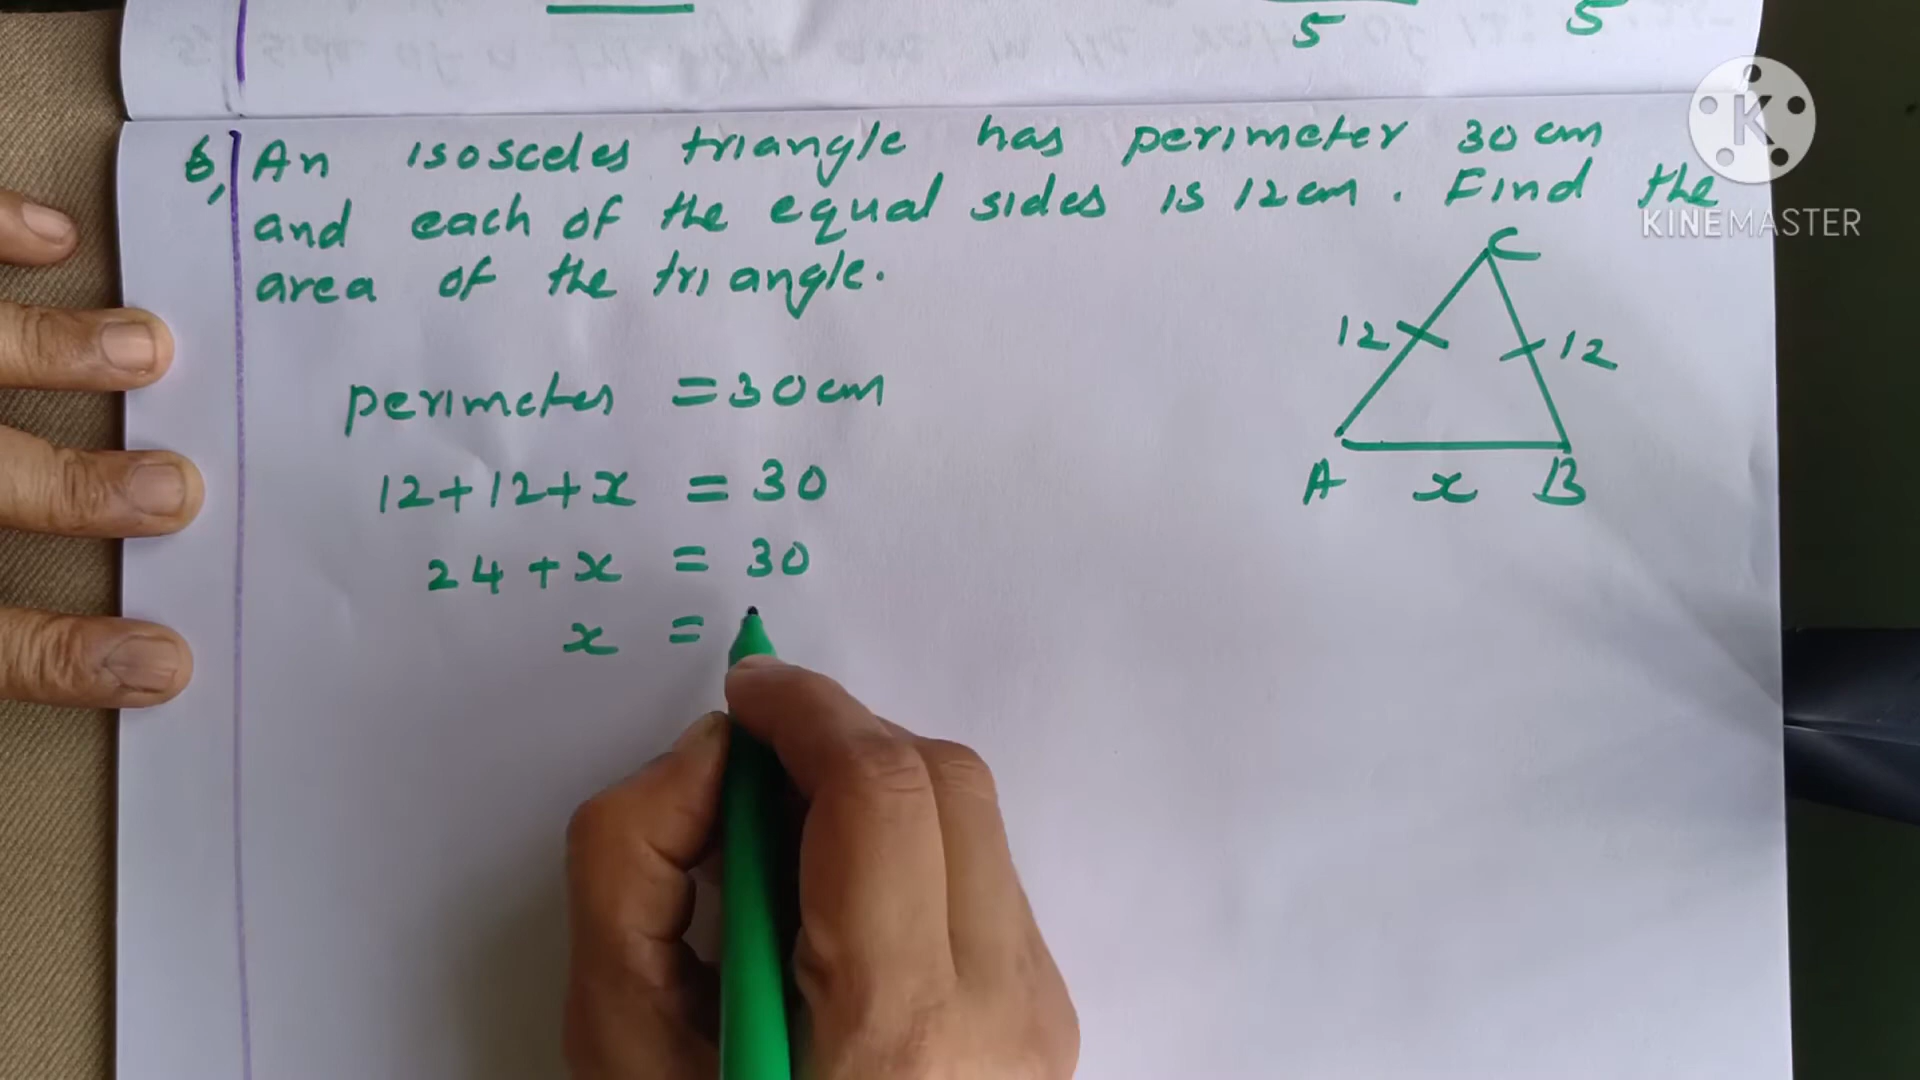 5 5
6, An isosceles triangle has perimeter 30 cm
and each of the equal sides is 12 cm. Find the
area of the triangle.
perimeter = 30 cm
12+12+x = 30
24+x = 30
x =
C
12 12
A x B
K
KINEMASTER